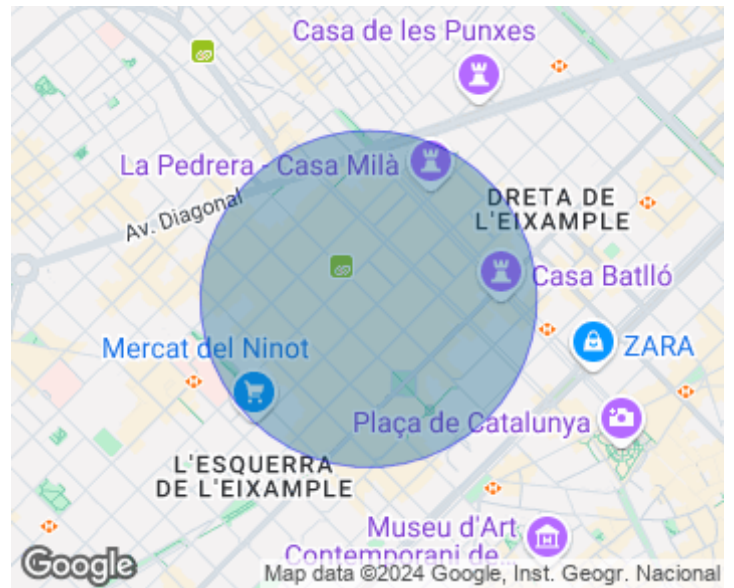 Casa de les Punxes
La Pedrera - Casa Milà
DRETA DE
L'EIXAMPLE
Av. Diagonal
Casa Batlló
Mercat del Ninot
ZARA
Plaça de Catalunya
L'ESQUERRA
DE L'EIXAMPLE
Museu d'Art
Contemporani de...
Google
Map data ©2024 Google, Inst. Geogr. Nacional